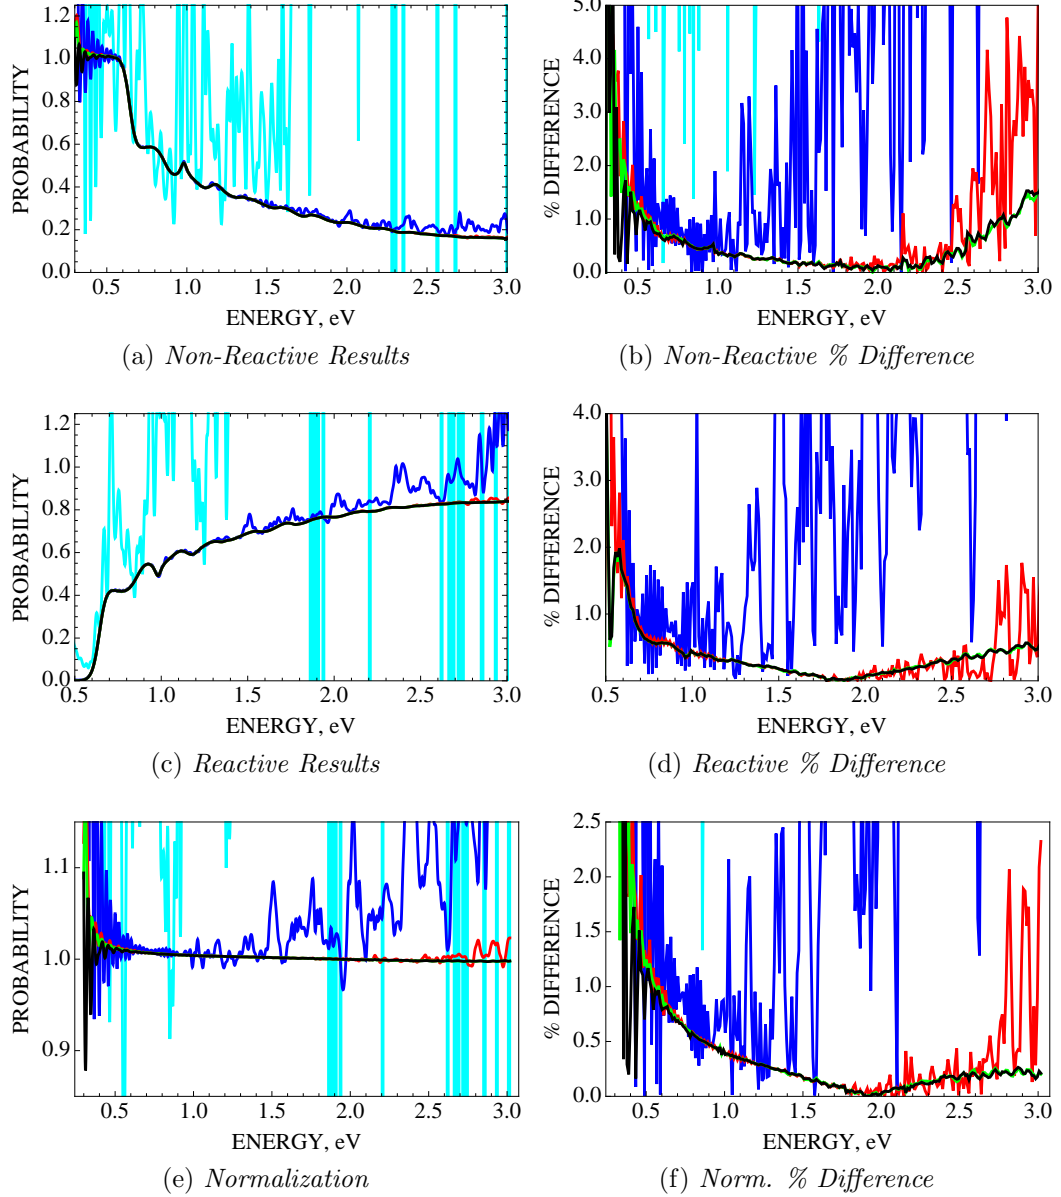 1.2
1.0
0.8
0.6
0.4
0.2
0.0
PROBABILITY
0.5 1.0 1.5 2.0 2.5 3.0
ENERGY, eV
(a) Non-Reactive Results
5.0
4.0
3.0
2.0
1.0
0.0
% DIFFERENCE
0.5 1.0 1.5 2.0 2.5 3.0
ENERGY, eV
(b) Non-Reactive % Difference
1.2
1.0
0.8
0.6
0.4
0.2
0.0
PROBABILITY
0.5 1.0 1.5 2.0 2.5 3.0
ENERGY, eV
(c) Reactive Results
4.0
3.0
2.0
1.0
% DIFFERENCE
0.5 1.0 1.5 2.0 2.5 3.0
ENERGY, eV
(d) Reactive % Difference
1.1
1.0
0.9
PROBABILITY
0.5 1.0 1.5 2.0 2.5 3.0
ENERGY, eV
(e) Normalization
2.5
2.0
1.5
1.0
0.5
0.0
% DIFFERENCE
0.5 1.0 1.5 2.0 2.5 3.0
ENERGY, eV
(f) Norm. % Difference